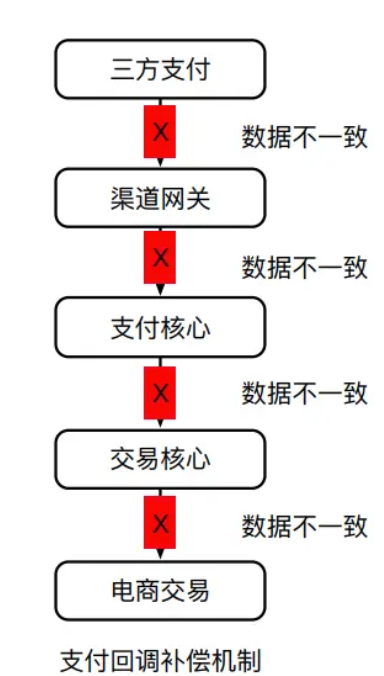 三方支付
X
数据不一致
渠道网关
X
数据不一致
支付核心
X
数据不一致
交易核心
X
数据不一致
电商交易
支付回调补偿机制